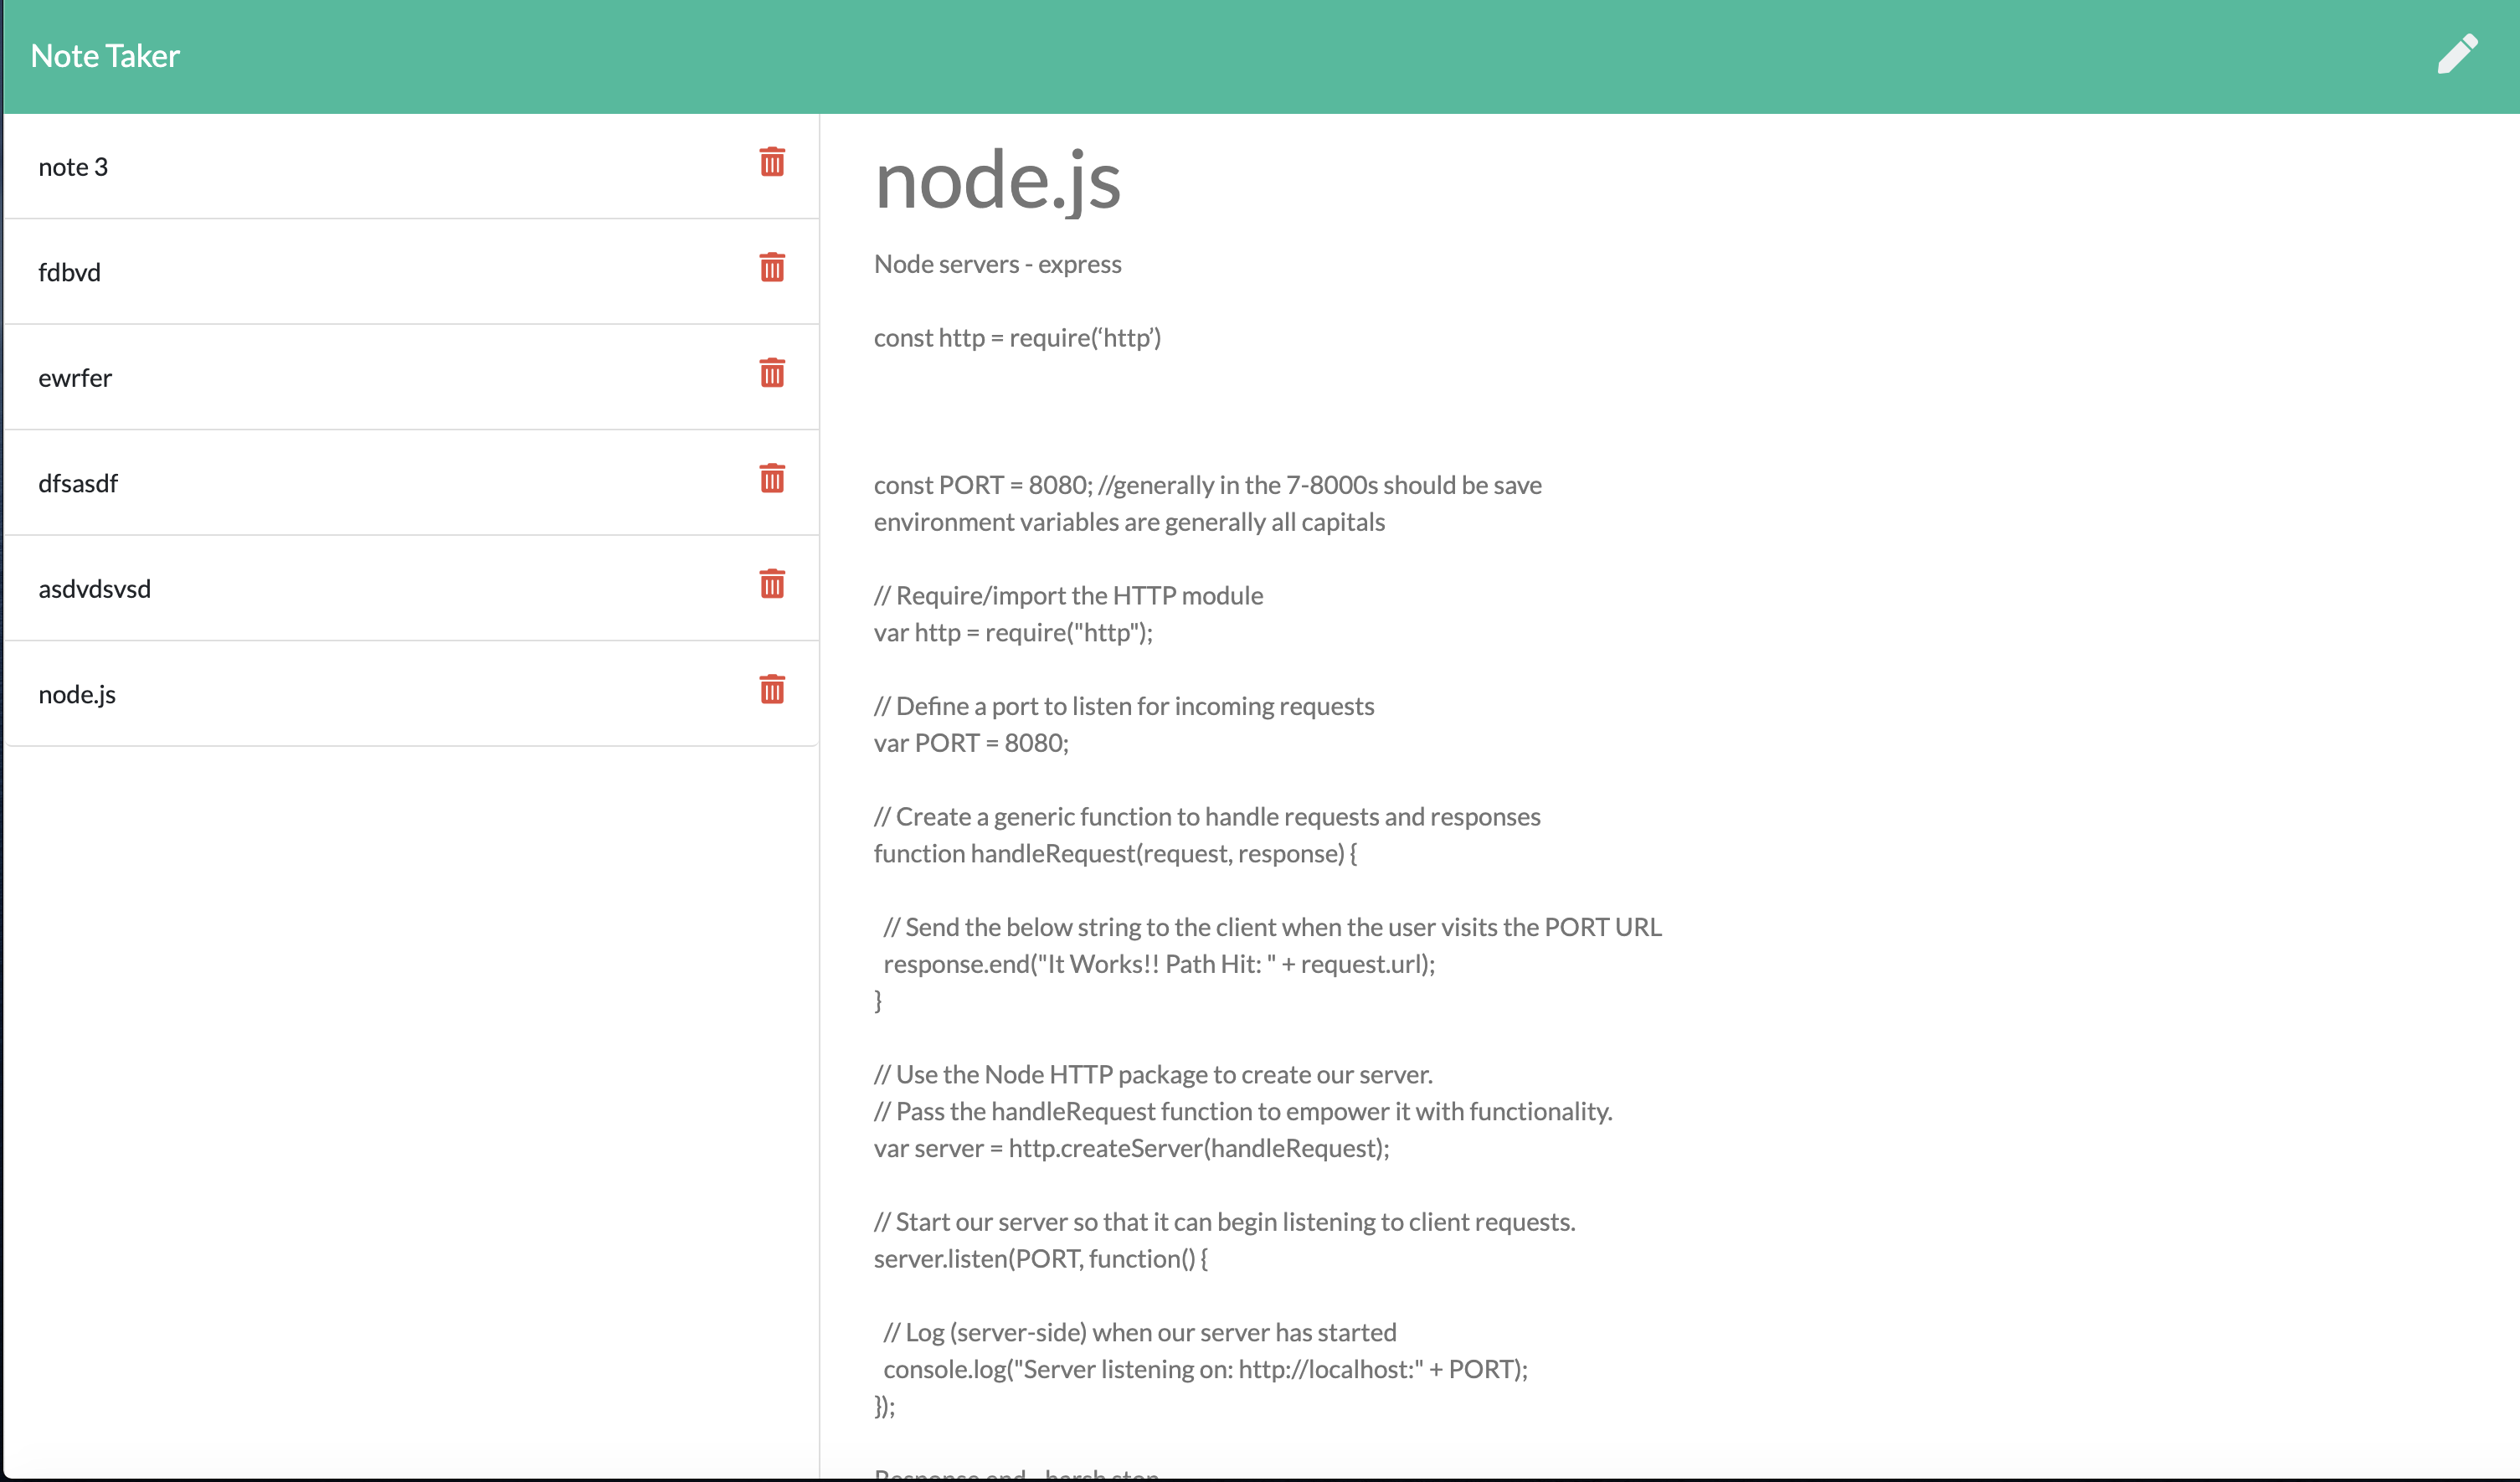 Note Taker
note 3
fdbvd
ewrfer
dfsasdf
asdvdsvsd
node.js
node.js
Node servers - express
const http = require(‘http’)
const PORT = 8080; //generally in the 7-8000s should be save
environment variables are generally all capitals
// Require/import the HTTP module
var http = require("http");
// Define a port to listen for incoming requests
var PORT = 8080;
// Create a generic function to handle requests and responses
function handleRequest(request, response) {
// Send the below string to the client when the user visits the PORT URL
response.end("It Works!! Path Hit: " + request.url);
}
// Use the Node HTTP package to create our server.
// Pass the handleRequest function to empower it with functionality.
var server = http.createServer(handleRequest);
// Start our server so that it can begin listening to client requests.
server.listen(PORT, function() {
// Log (server-side) when our server has started
console.log("Server listening on: http://localhost:" + PORT);
});
Response end - harsh stop